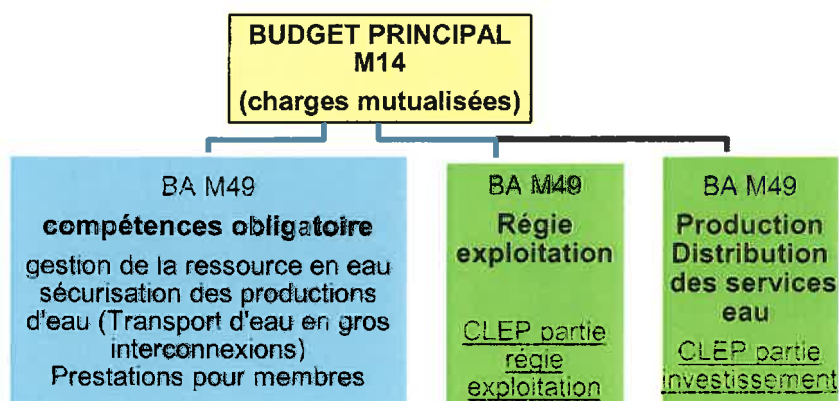 BUDGET PRINCIPAL
M14
(charges mutualisées)
BA M49
compétences obligatoire
gestion de la ressource en eau
sécurisation des productions
d'eau (Transport d'eau en gros
interconnexions)
Prestations pour membres
BA M49
Régie
exploitation
CLEP partie
régie
exploitation
BA M49
Production
Distribution
des services
eau
CLEP partie
investissement